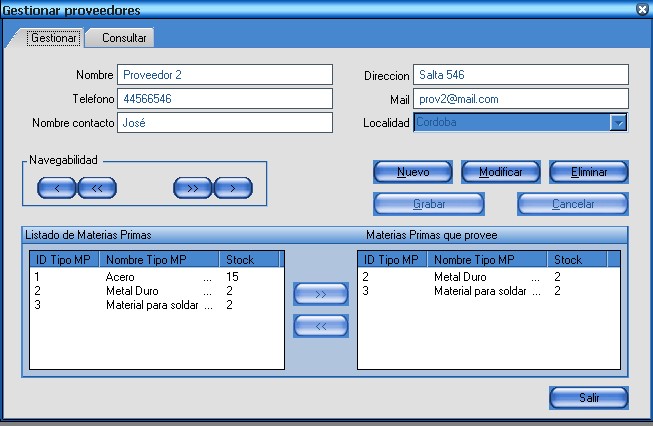 Gestionar proveedores
Gestionar Consultar
Nombre Proveedor 2 Direccion Salta 546
Telefono 44566546 Mail prov2@mail.com
Nombre contacto José Localidad Cordoba
Navegabilidad
< << >> > Nuevo Modificar Eliminar
Grabar Cancelar
Listado de Materias Primas Materias Primas que provee
ID Tipo MP Nombre Tipo MP Stock ID Tipo MP Nombre Tipo MP Stock
1 Acero ... 15 2 Metal Duro ... 2
2 Metal Duro ... 2 3 Material para soldar ... 2
3 Material para soldar ... 2
>>
<<
Salir